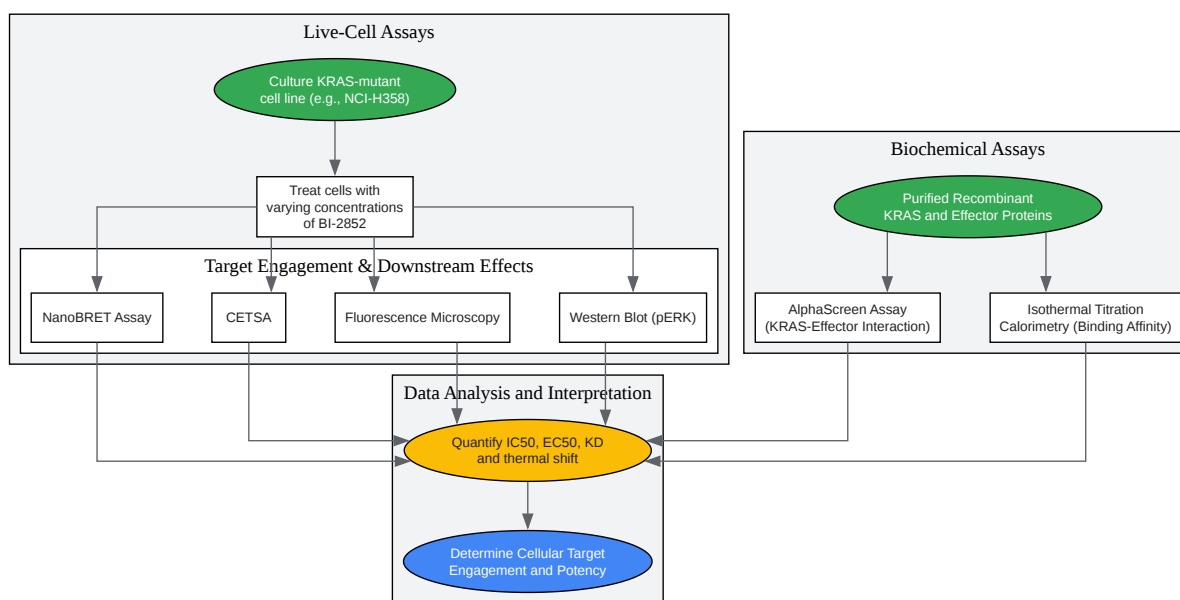 Live-Cell Assays
Culture KRAS-mutant
cell line (e.g., NCI-H358)
Treat cells with
varying concentrations
of BI-2852
Target Engagement & Downstream Effects
NanoBRET Assay
CETSA
Fluorescence Microscopy
Western Blot (pERK)
Biochemical Assays
Purified Recombinant
KRAS and Effector Proteins
AlphaScreen Assay
(KRAS-Effector Interaction)
Isothermal Titration
Calorimetry (Binding Affinity)
Data Analysis and Interpretation
Quantify IC50, EC50, KD
and thermal shift
Determine Cellular Target
Engagement and Potency